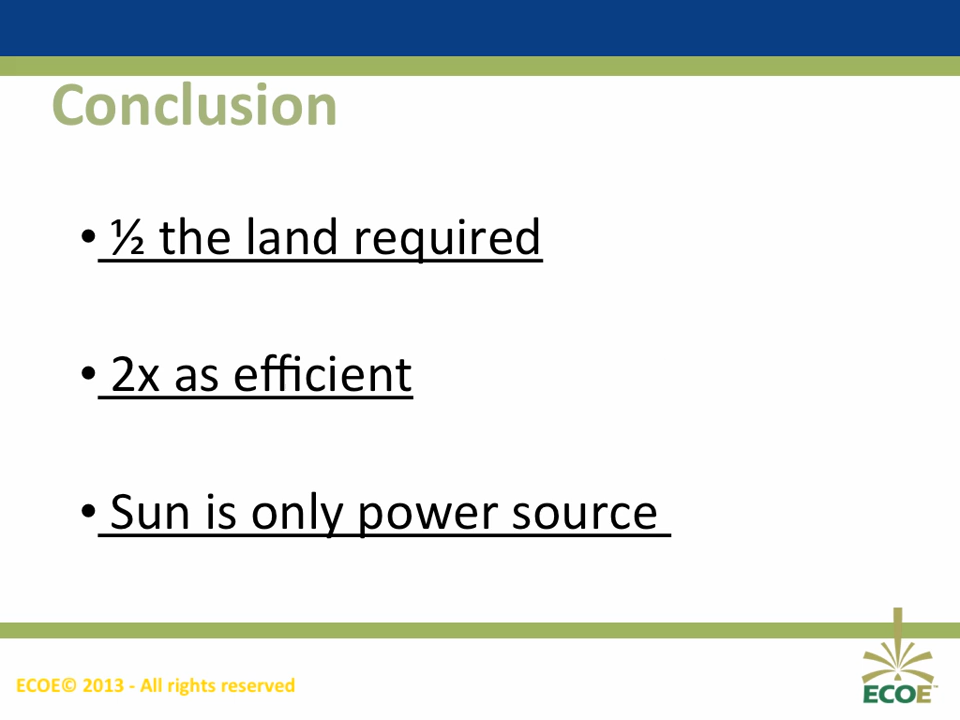 Conclusion
• ½ the land required
• 2x as efficient
• Sun is only power source
ECOE© 2013 - All rights reserved
ECOE™